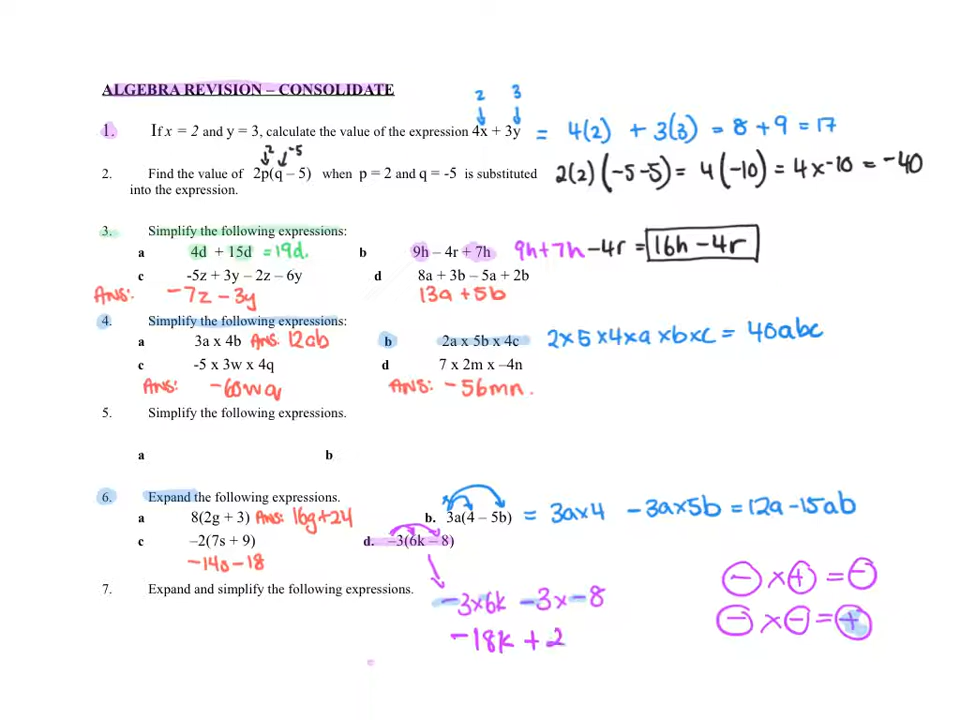 ALGEBRA REVISION – CONSOLIDATE
2 3
1. If x = 2 and y = 3, calculate the value of the expression 4x + 3y = 4(2) + 3(3) = 8 + 9 = 17
2 -5
2. Find the value of 2p(q – 5) when p = 2 and q = -5 is substituted 2(2)(-5-5) = 4(-10) = 4x-10 = -40
into the expression.
3. Simplify the following expressions:
a 4d + 15d = 19d. b 9h – 4r + 7h 9h+7h -4r = 16h - 4r
c -5z + 3y – 2z – 6y d 8a + 3b – 5a + 2b
Ans: -7z - 3y 13a + 5b
4. Simplify the following expressions:
a 3a x 4b Ans. 12ab b 2a x 5b x 4c 2 x 5 x 4 x a x b x c = 40abc
c -5 x 3w x 4q d 7 x 2m x –4n
Ans: -60wq Ans: -56mn.
5. Simplify the following expressions.
a b
6. Expand the following expressions.
a 8(2g + 3) Ans: 16g+24 b. 3a(4 – 5b) = 3ax4 -3ax5b = 12a -15ab
c –2(7s + 9) d. –3(6k – 8)
-14s-18
7. Expand and simplify the following expressions.
-3x6k -3x-8
-18k + 2
- x + = -
- x - = +